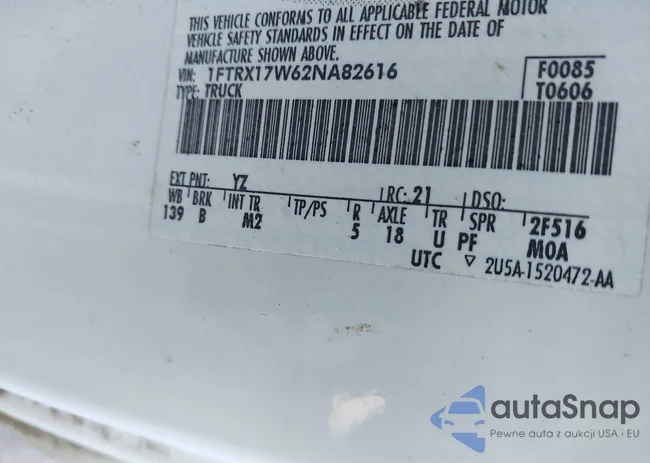 THIS VEHICLE CONFORMS TO ALL APPLICABLE FEDERAL MOTOR
VEHICLE SAFETY STANDARDS IN EFFECT ON THE DATE OF
MANUFACTURE SHOWN ABOVE.
VIN: 1FTRX17W62NA82616
F0085
TYPE: TRUCK
T0606
EXT PNT: YZ RC: 21 DSO:
WB BRK INT TR TP/PS R AXLE TR SPR 2F516
139 B M2 5 18 U PF M0A
UTC ▽ 2U5A-1520472-AA
autaSnap
Pewne auta z aukcji USA i EU